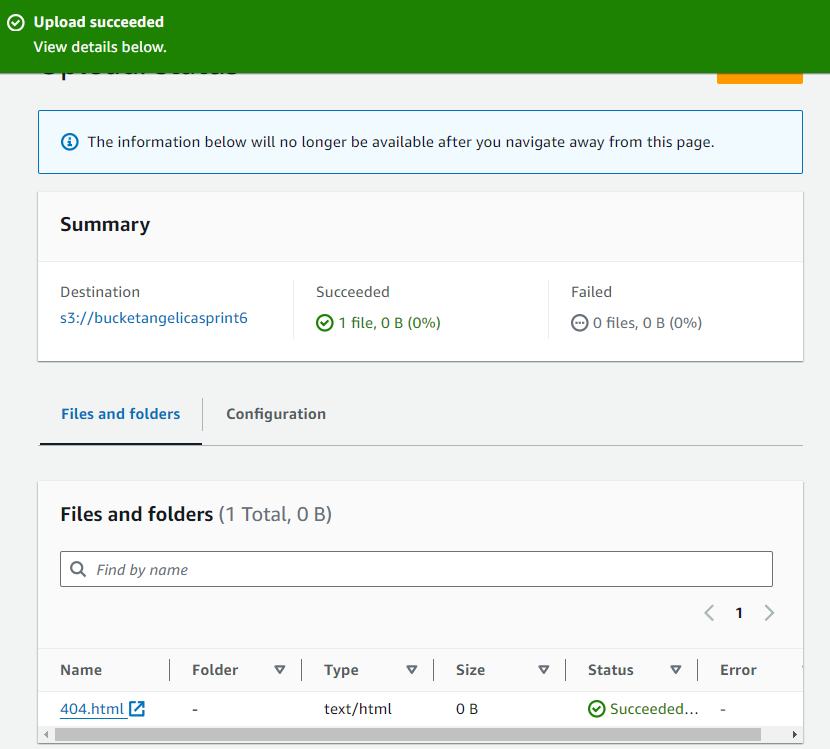 Upload succeeded
View details below.
Upload: status
The information below will no longer be available after you navigate away from this page.
Summary
Destination
s3://bucketangelicasprint6
Succeeded
1 file, 0 B (0%)
Failed
0 files, 0 B (0%)
Files and folders
Configuration
Files and folders (1 Total, 0 B)
Find by name
1
Name Folder Type Size Status Error
404.html - text/html 0 B Succeeded... -